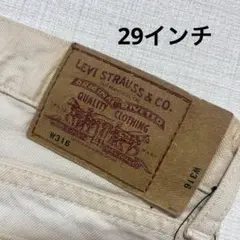 29インチ
LEVI STRAUSS & CO.
QUALITY CLOTHING
W316
W316